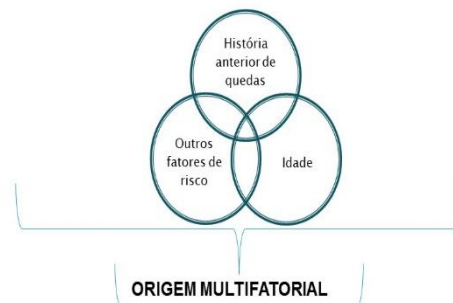 História
anterior de
quedas
Outros
fatores de
risco
Idade
ORIGEM MULTIFATORIAL